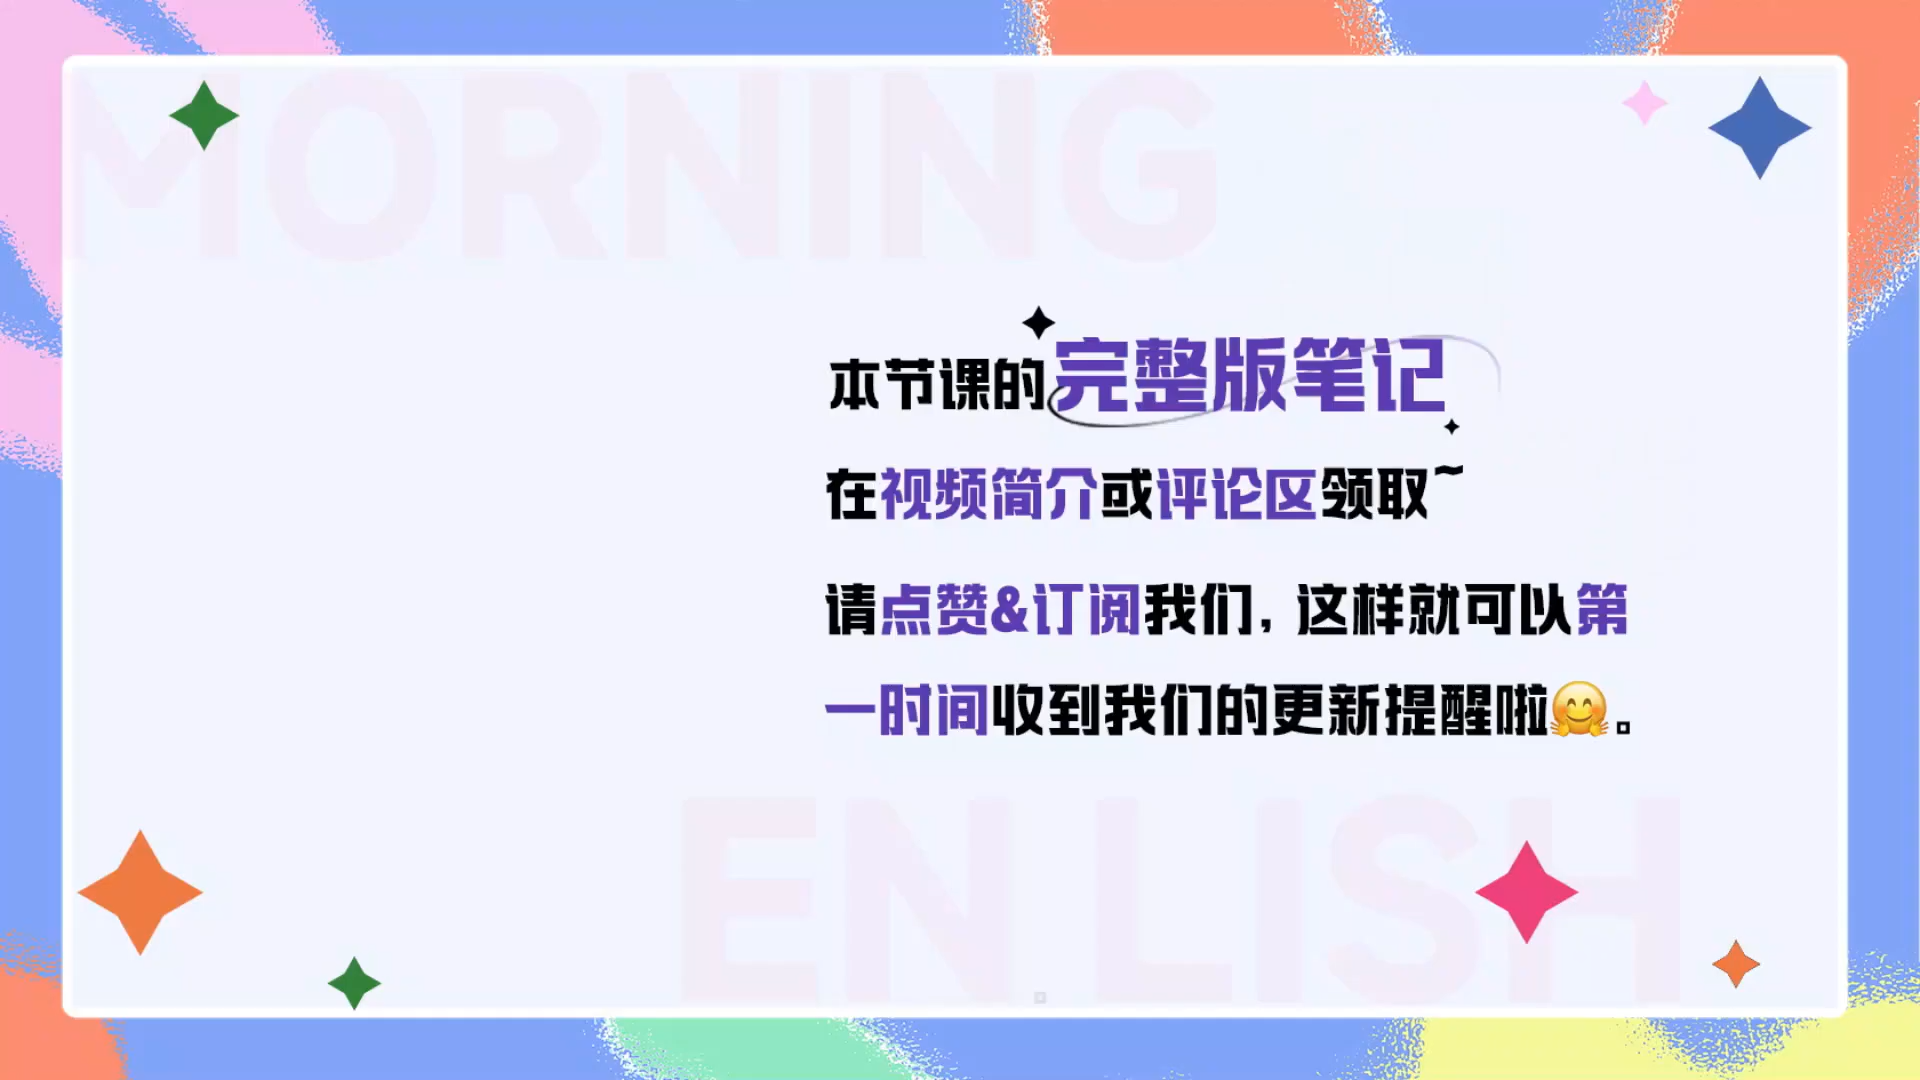 MORNING
本节课的完整版笔记
在视频简介或评论区领取~
请点赞&订阅我们，这样就可以第
一时间收到我们的更新提醒啦🤗。
EN LISH